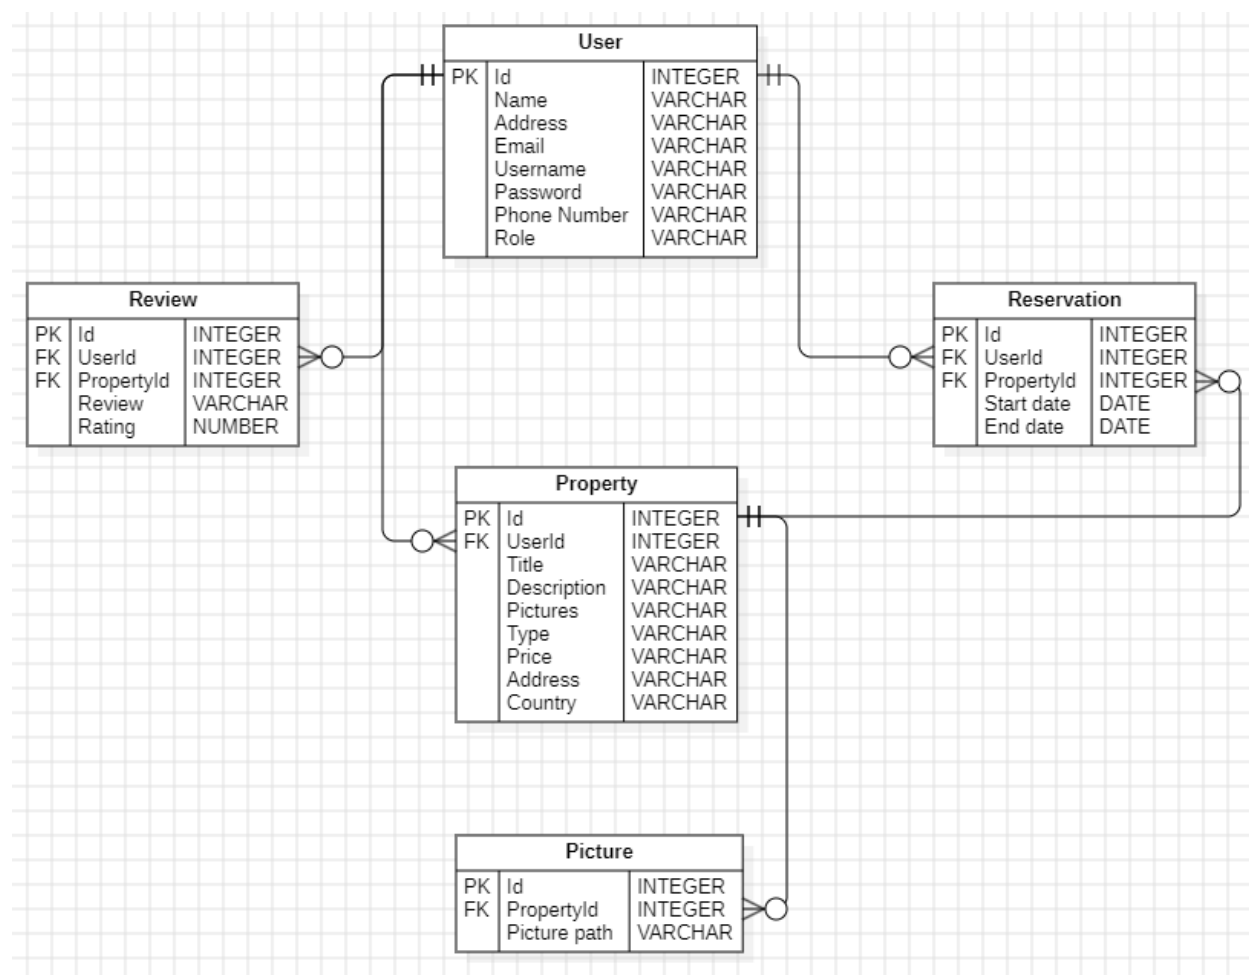 User
PK Id INTEGER
Name VARCHAR
Address VARCHAR
Email VARCHAR
Username VARCHAR
Password VARCHAR
Phone Number VARCHAR
Role VARCHAR
Review
PK Id INTEGER
FK UserId INTEGER
FK PropertyId INTEGER
Review VARCHAR
Rating NUMBER
Reservation
PK Id INTEGER
FK UserId INTEGER
FK PropertyId INTEGER
Start date DATE
End date DATE
Property
PK Id INTEGER
FK UserId INTEGER
Title VARCHAR
Description VARCHAR
Pictures VARCHAR
Type VARCHAR
Price VARCHAR
Address VARCHAR
Country VARCHAR
Picture
PK Id INTEGER
FK PropertyId INTEGER
Picture path VARCHAR